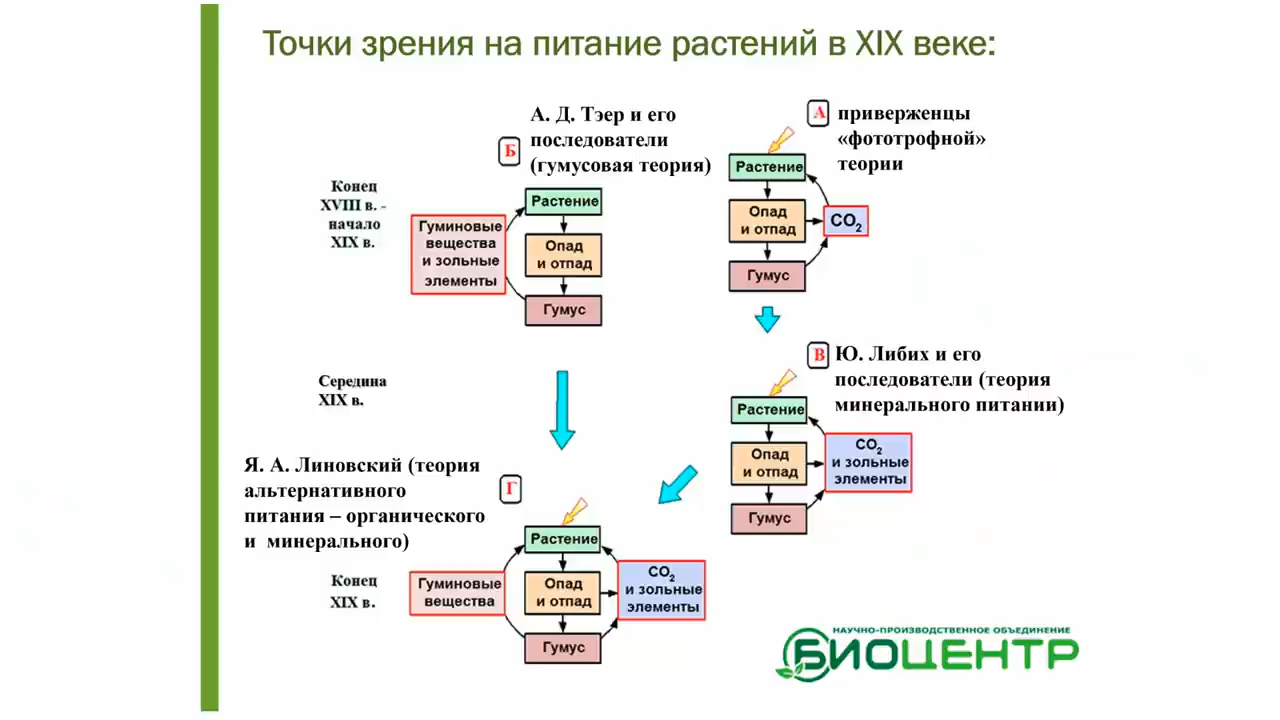 Точки зрения на питание растений в XIX веке:
А. Д. Тэер и его
последователи
(гумусовая теория)
Б
Конец
XVIII в. -
начало
XIX в.
Гуминовые
вещества
и зольные
элементы
Растение
Опад
и отпад
Гумус
А
приверженцы
«фототрофной»
теории
Растение
Опад
и отпад
CO2
Гумус
Середина
XIX в.
В
Ю. Либих и его
последователи (теория
минерального питании)
Растение
Опад
и отпад
CO2
и зольные
элементы
Гумус
Я. А. Линовский (теория
альтернативного
питания – органического
и минерального)
Г
Конец
XIX в.
Растение
Гуминовые
вещества
Опад
и отпад
CO2
и зольные
элементы
Гумус
НАУЧНО-ПРОИЗВОДСТВЕННОЕ ОБЪЕДИНЕНИЕ
БИОЦЕНТР